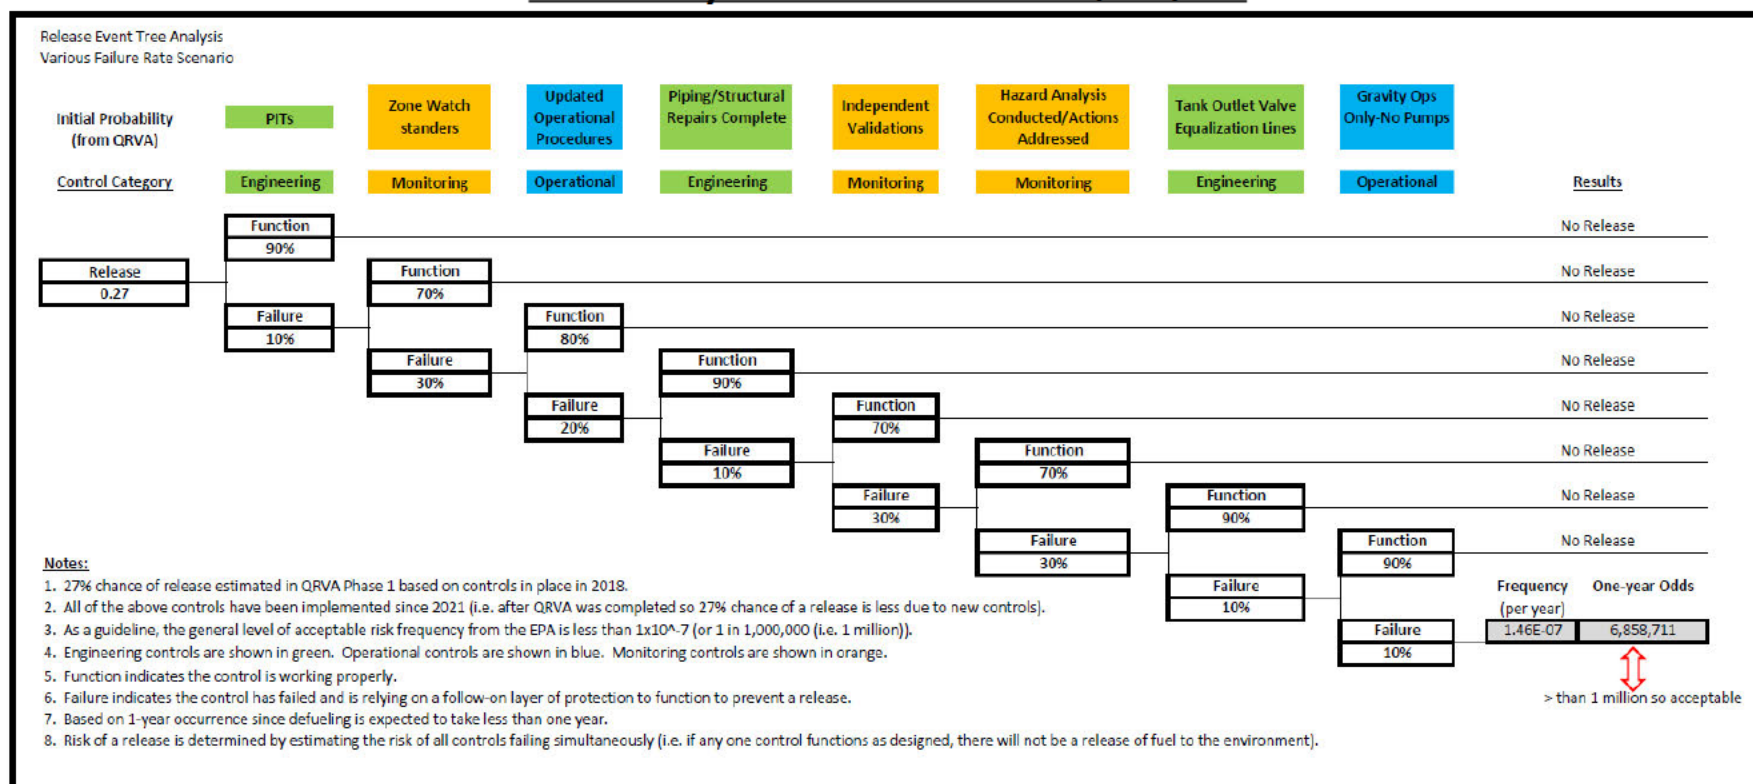 Release Event Tree Analysis
Various Failure Rate Scenario
Initial Probability
(from QRVA)
PITs
Zone Watch
standers
Updated
Operational
Procedures
Piping/Structural
Repairs Complete
Independent
Validations
Hazard Analysis
Conducted/Actions
Addressed
Tank Outlet Valve
Equalization Lines
Gravity Ops
Only-No Pumps
Control Category
Engineering
Monitoring
Operational
Engineering
Monitoring
Monitoring
Engineering
Operational
Results
Function
90%
No Release
Release
0.27
Function
70%
No Release
Failure
10%
Function
80%
No Release
Failure
30%
Function
90%
No Release
Failure
20%
Function
70%
No Release
Failure
10%
Function
70%
No Release
Failure
30%
Function
90%
No Release
Failure
30%
Function
90%
No Release
Failure
10%
Frequency
(per year)
One-year Odds
Failure
10%
1.46E-07
6,858,711
> than 1 million so acceptable
Notes:
1. 27% chance of release estimated in QRVA Phase 1 based on controls in place in 2018.
2. All of the above controls have been implemented since 2021 (i.e. after QRVA was completed so 27% chance of a release is less due to new controls).
3. As a guideline, the general level of acceptable risk frequency from the EPA is less than 1x10^-7 (or 1 in 1,000,000 (i.e. 1 million)).
4. Engineering controls are shown in green. Operational controls are shown in blue. Monitoring controls are shown in orange.
5. Function indicates the control is working properly.
6. Failure indicates the control has failed and is relying on a follow-on layer of protection to function to prevent a release.
7. Based on 1-year occurrence since defueling is expected to take less than one year.
8. Risk of a release is determined by estimating the risk of all controls failing simultaneously (i.e. if any one control functions as designed, there will not be a release of fuel to the environment).